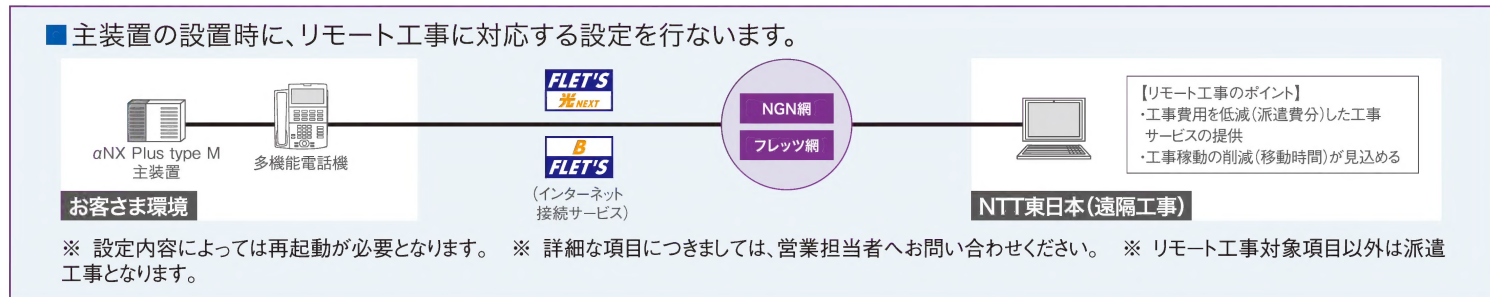 ■主装置の設置時に、リモート工事に対応する設定を行ないます。
αNX Plus type M
主装置
多機能電話機
お客さま環境
FLET'S
光NEXT
B
FLET'S
(インターネット
接続サービス)
NGN網
フレッツ網
【リモート工事のポイント】
・工事費用を低減(派遣費分)した工事
サービスの提供
・工事稼動の削減(移動時間)が見込める
NTT東日本(遠隔工事)
※ 設定内容によっては再起動が必要となります。 ※ 詳細な項目につきましては、営業担当者へお問い合わせください。 ※ リモート工事対象項目以外は派遣
工事となります。